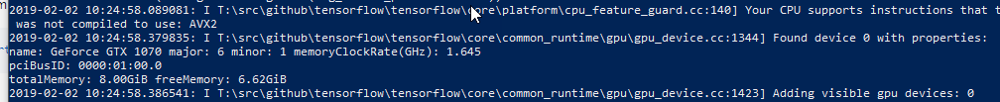 2019-02-02 10:24:58.089081: I T:\src\github\tensorflow\tensorflow\core\platform\cpu_feature_guard.cc:140] Your CPU supports instructions that t
was not compiled to use: AVX2
2019-02-02 10:24:58.379835: I T:\src\github\tensorflow\tensorflow\core\common_runtime\gpu\gpu_device.cc:1344] Found device 0 with properties:
name: GeForce GTX 1070 major: 6 minor: 1 memoryClockRate(GHz): 1.645
pciBusID: 0000:01:00.0
totalMemory: 8.00GiB freeMemory: 6.62GiB
2019-02-02 10:24:58.386541: I T:\src\github\tensorflow\tensorflow\core\common_runtime\gpu\gpu_device.cc:1423] Adding visible gpu devices: 0